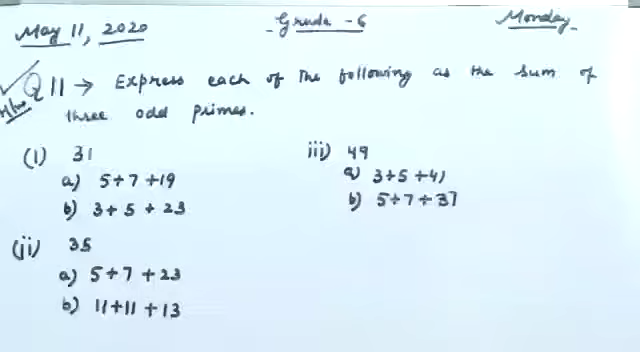 May 11, 2020
Grade - 6
Monday
Q 11 → Express each of the following as the sum of
three odd primes.
(i) 31
a) 5+7+19
b) 3+5+23
(ii) 35
a) 5+7+23
b) 11+11+13
iii) 49
a) 3+5+41
b) 5+7+37